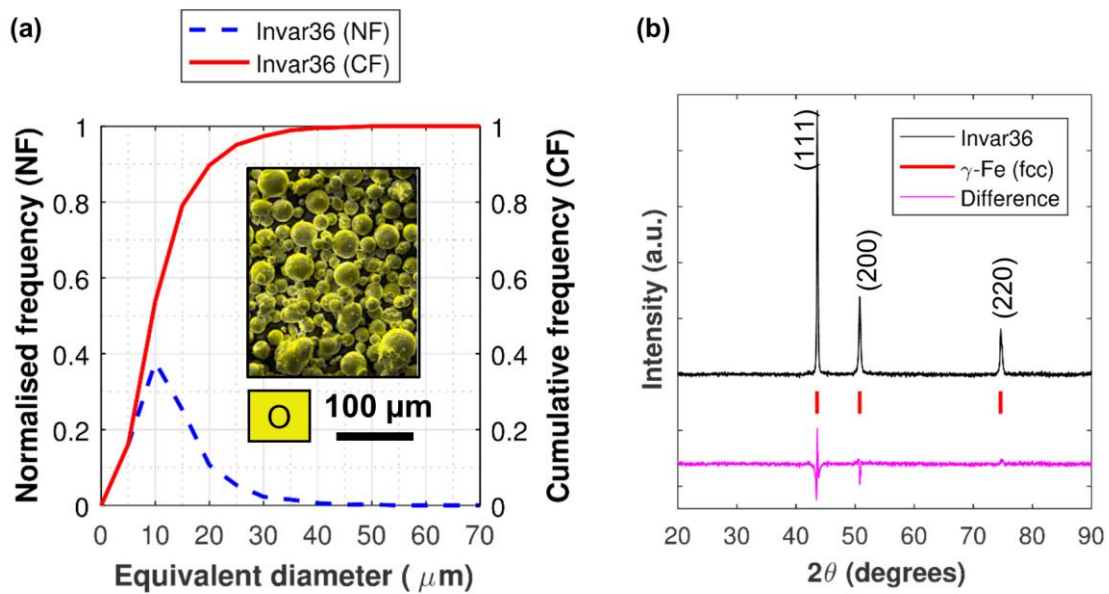 (a)
Invar36 (NF)
Invar36 (CF)
Normalised frequency (NF)
1
0.8
0.6
0.4
0.2
0
O
100 μm
1
0.8
0.6
0.4
0.2
0
Cumulative frequency (CF)
0 10 20 30 40 50 60 70
Equivalent diameter ( μm)
(b)
Intensity (a.u.)
(111)
(200)
(220)
Invar36
γ-Fe (fcc)
Difference
20 30 40 50 60 70 80 90
2θ (degrees)